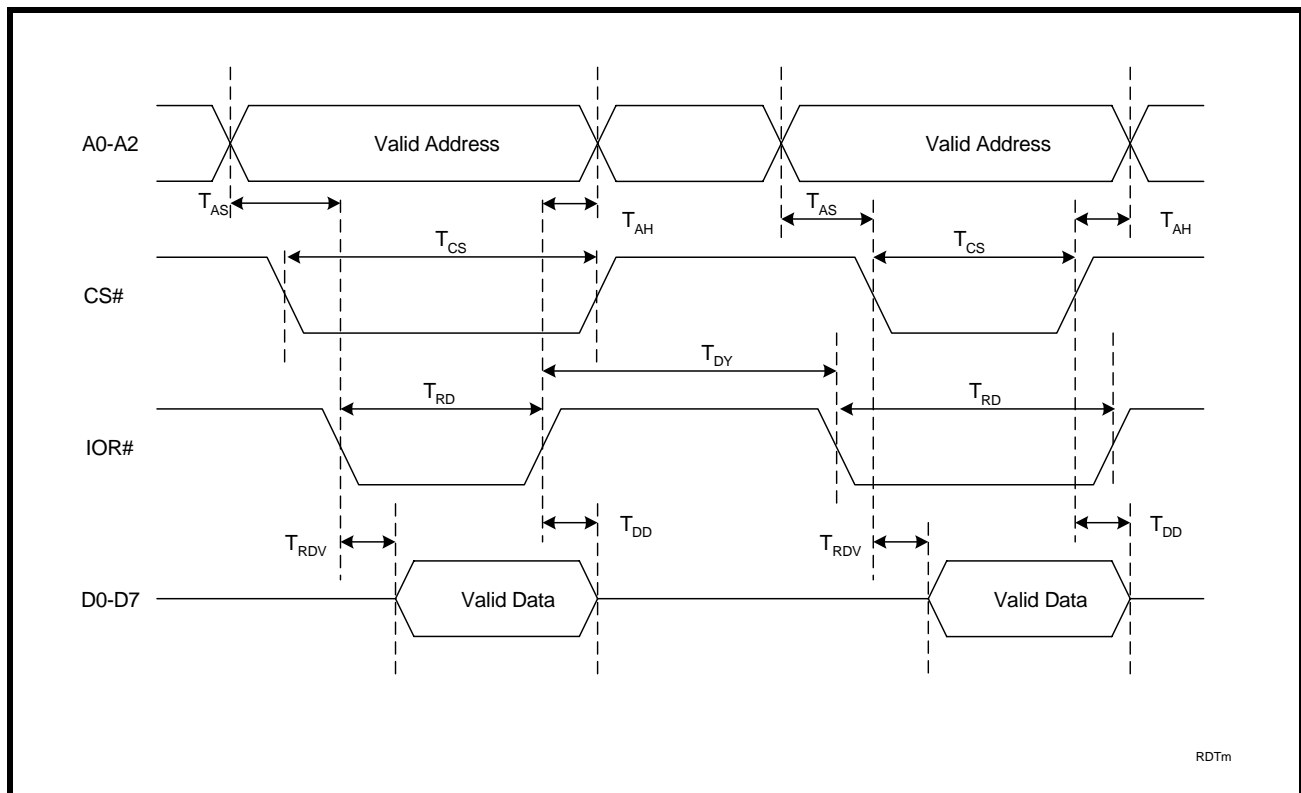 A0-A2
Valid Address
Valid Address
TAS
TAH
TAS
TAH
TCS
TCS
CS#
TDY
TRD
TRD
IOR#
TRDV
TDD
TRDV
TDD
D0-D7
Valid Data
Valid Data
RDTm